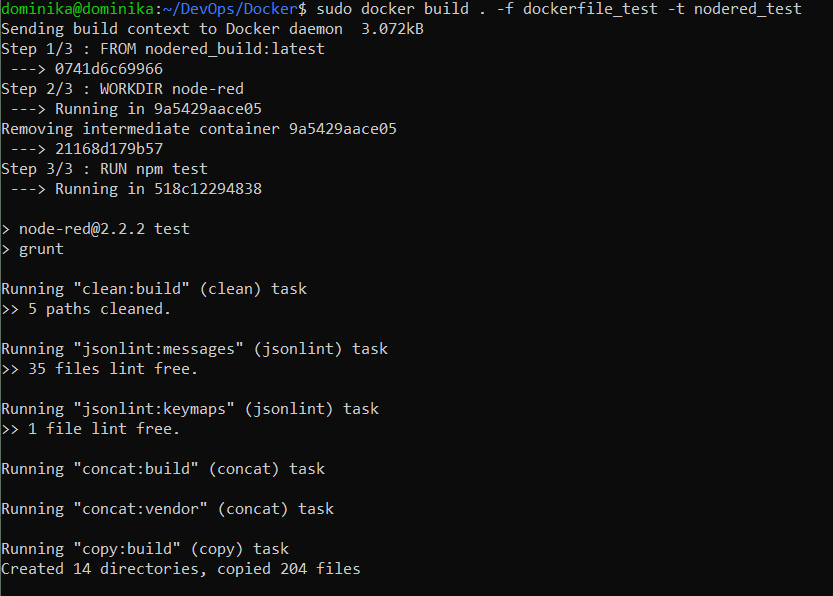 dominika@dominika:~/DevOps/Docker$ sudo docker build . -f dockerfile_test -t nodered_test
Sending build context to Docker daemon  3.072kB
Step 1/3 : FROM nodered_build:latest
 ---> 0741d6c69966
Step 2/3 : WORKDIR node-red
 ---> Running in 9a5429aace05
Removing intermediate container 9a5429aace05
 ---> 21168d179b57
Step 3/3 : RUN npm test
 ---> Running in 518c12294838
> node-red@2.2.2 test
> grunt
Running "clean:build" (clean) task
>> 5 paths cleaned.
Running "jsonlint:messages" (jsonlint) task
>> 35 files lint free.
Running "jsonlint:keymaps" (jsonlint) task
>> 1 file lint free.
Running "concat:build" (concat) task
Running "concat:vendor" (concat) task
Running "copy:build" (copy) task
Created 14 directories, copied 204 files